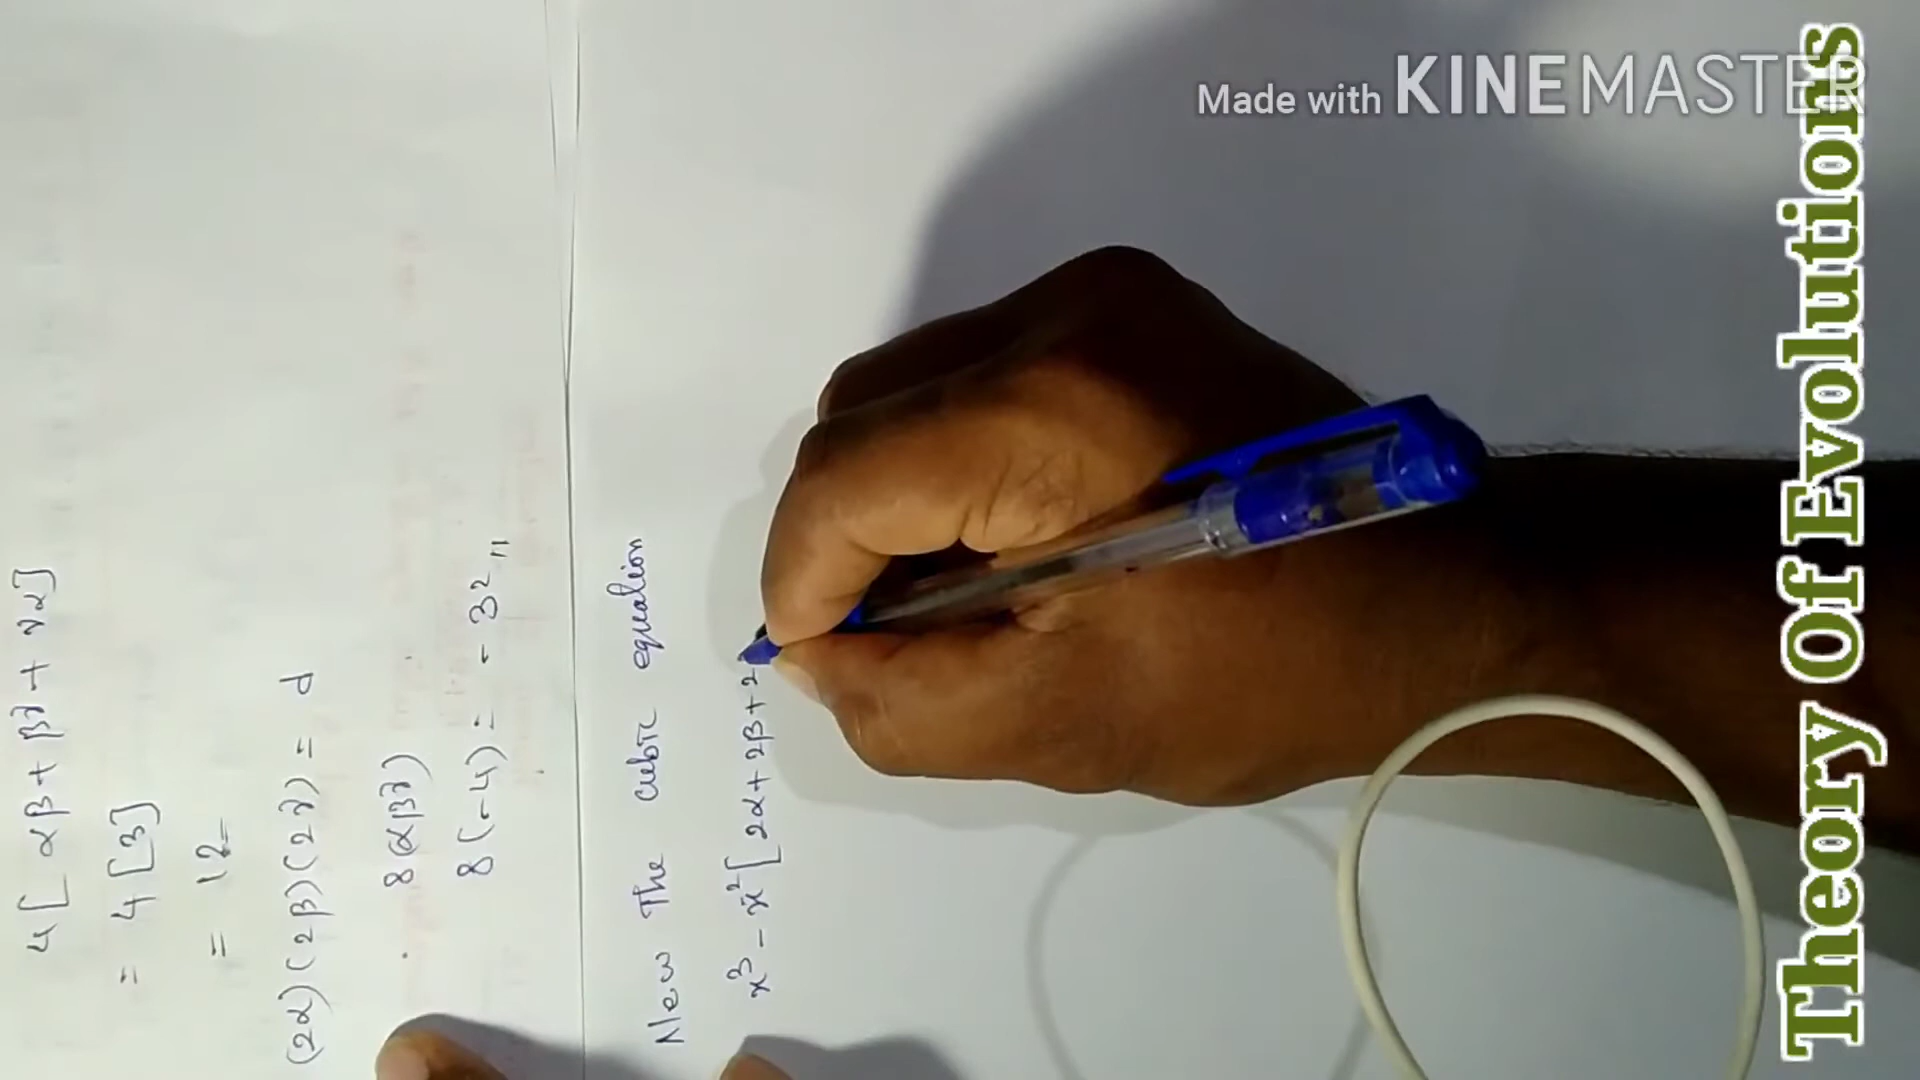 4[αβ+βγ+γα]
= 4[3]
= 12
(2α)(2β)(2γ) = d
8(αβγ)
8(-4) = -32 //
New The cubic equation
x³ - x²[2α+2β+2
Made with KINEMASTER
Theory Of Evolutions